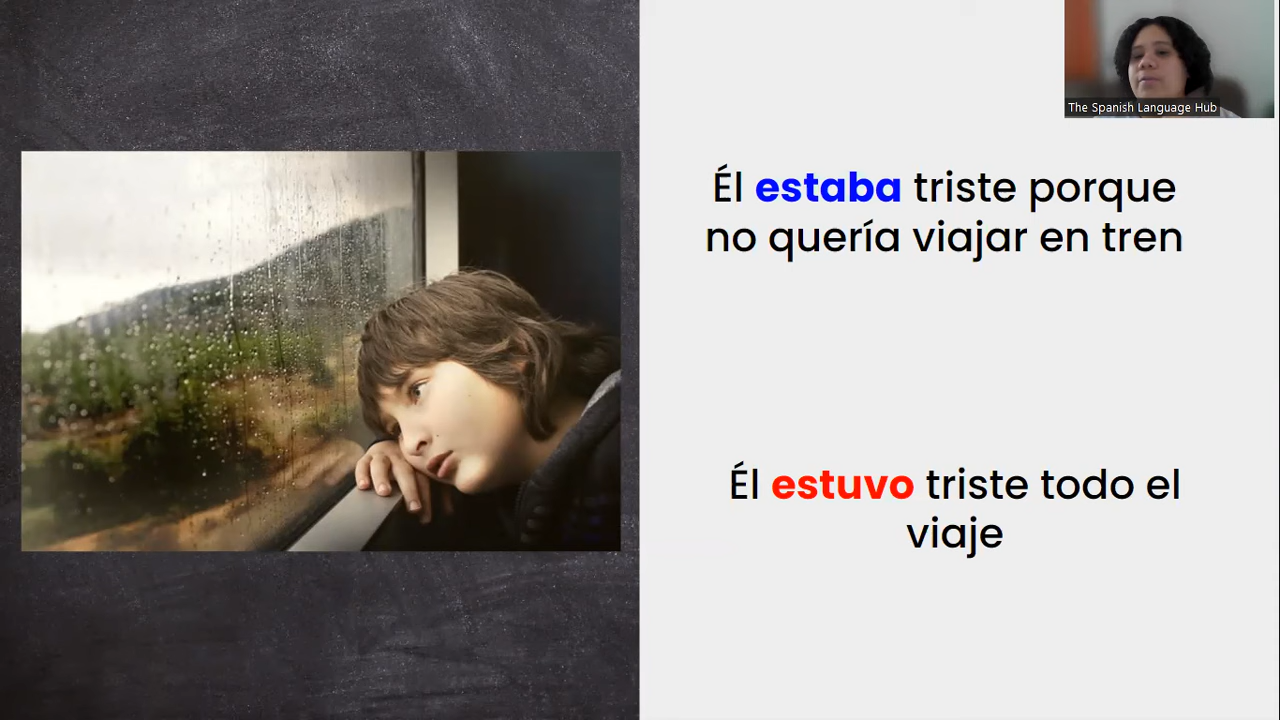 The Spanish Language Hub
Él estaba triste porque
no quería viajar en tren
Él estuvo triste todo el
viaje